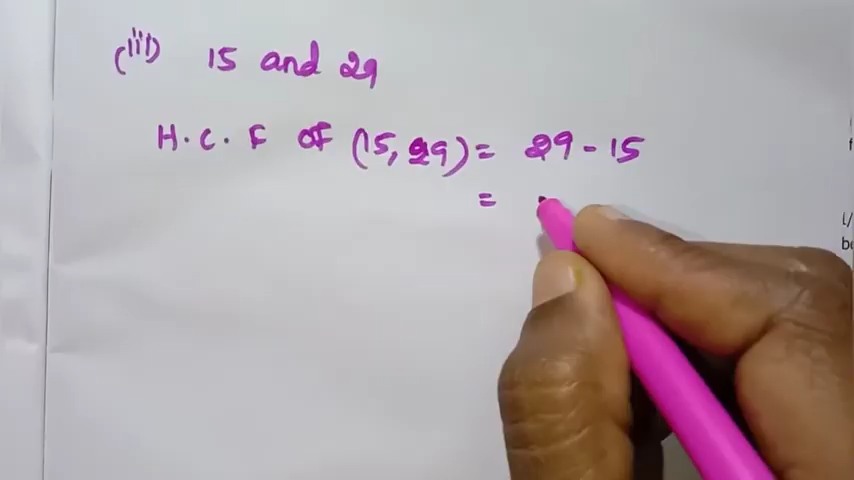 (iii) 15 and 29
H.C.F of (15, 29) = 29 - 15
=